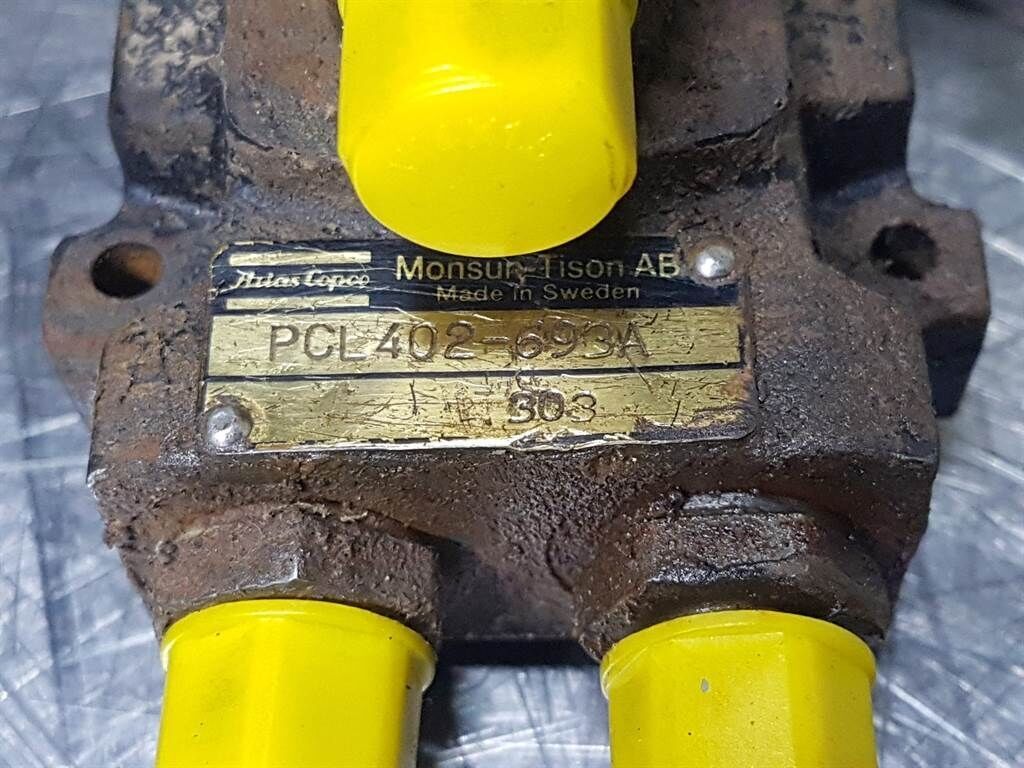 Atlas Copco Monsun-Tison AB
Made in Sweden
PCL402-693A
303